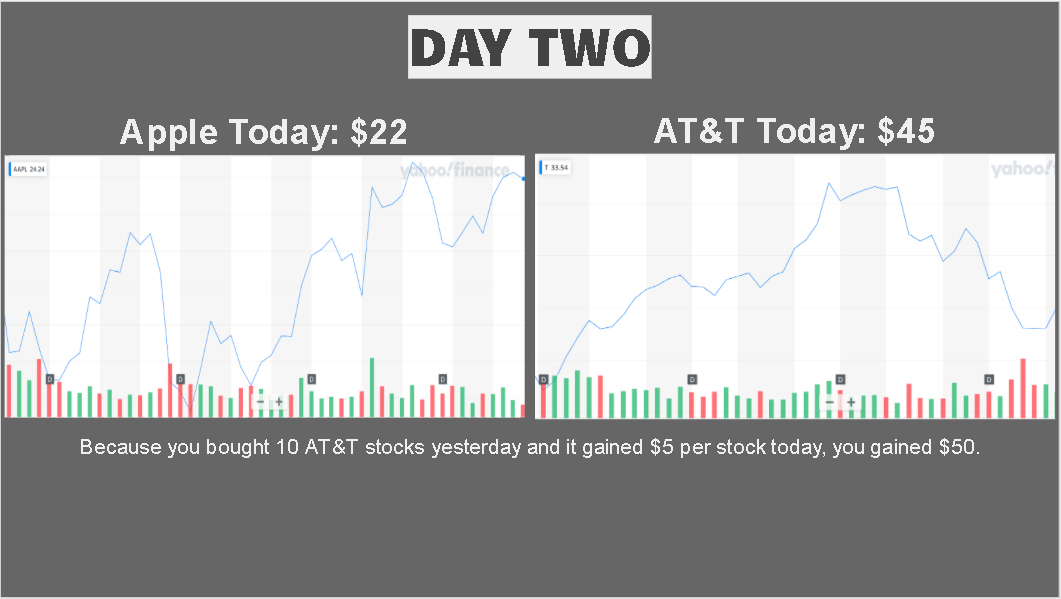 DAY TWO
Apple Today: $22
AT&T Today: $45
AAPL 24.24
yahoo!finance
T 33.54
yahoo!
D
D
D
D
D
D
D
D
− +
− +
Because you bought 10 AT&T stocks yesterday and it gained $5 per stock today, you gained $50.